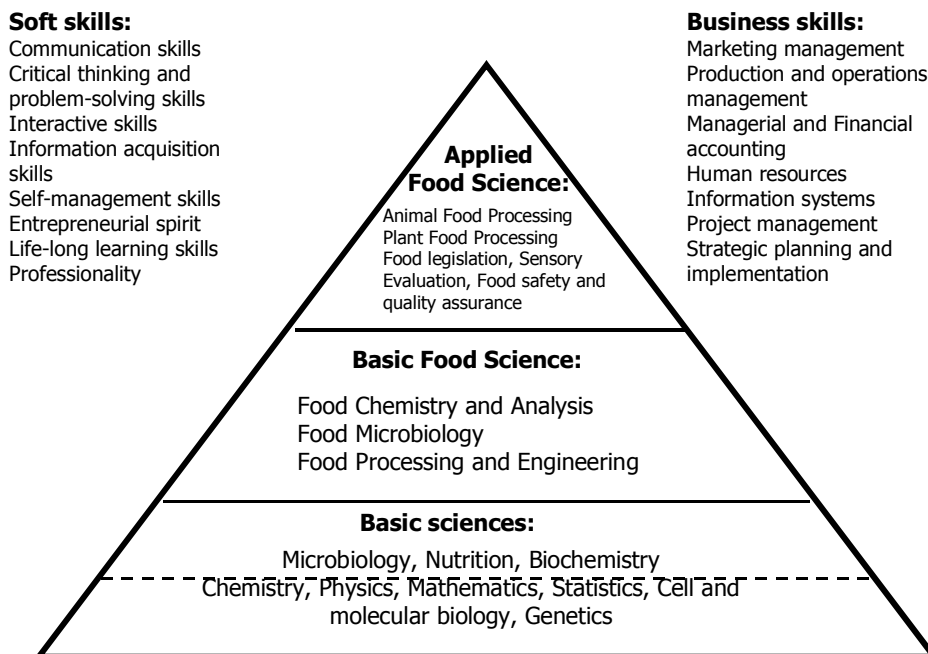 Soft skills:
Communication skills
Critical thinking and
problem-solving skills
Interactive skills
Information acquisition
skills
Self-management skills
Entrepreneurial spirit
Life-long learning skills
Professionality
Business skills:
Marketing management
Production and operations
management
Managerial and Financial
accounting
Human resources
Information systems
Project management
Strategic planning and
implementation
Applied
Food Science:
Animal Food Processing
Plant Food Processing
Food legislation, Sensory
Evaluation, Food safety and
quality assurance
Basic Food Science:
Food Chemistry and Analysis
Food Microbiology
Food Processing and Engineering
Basic sciences:
Microbiology, Nutrition, Biochemistry
Chemistry, Physics, Mathematics, Statistics, Cell and
molecular biology, Genetics